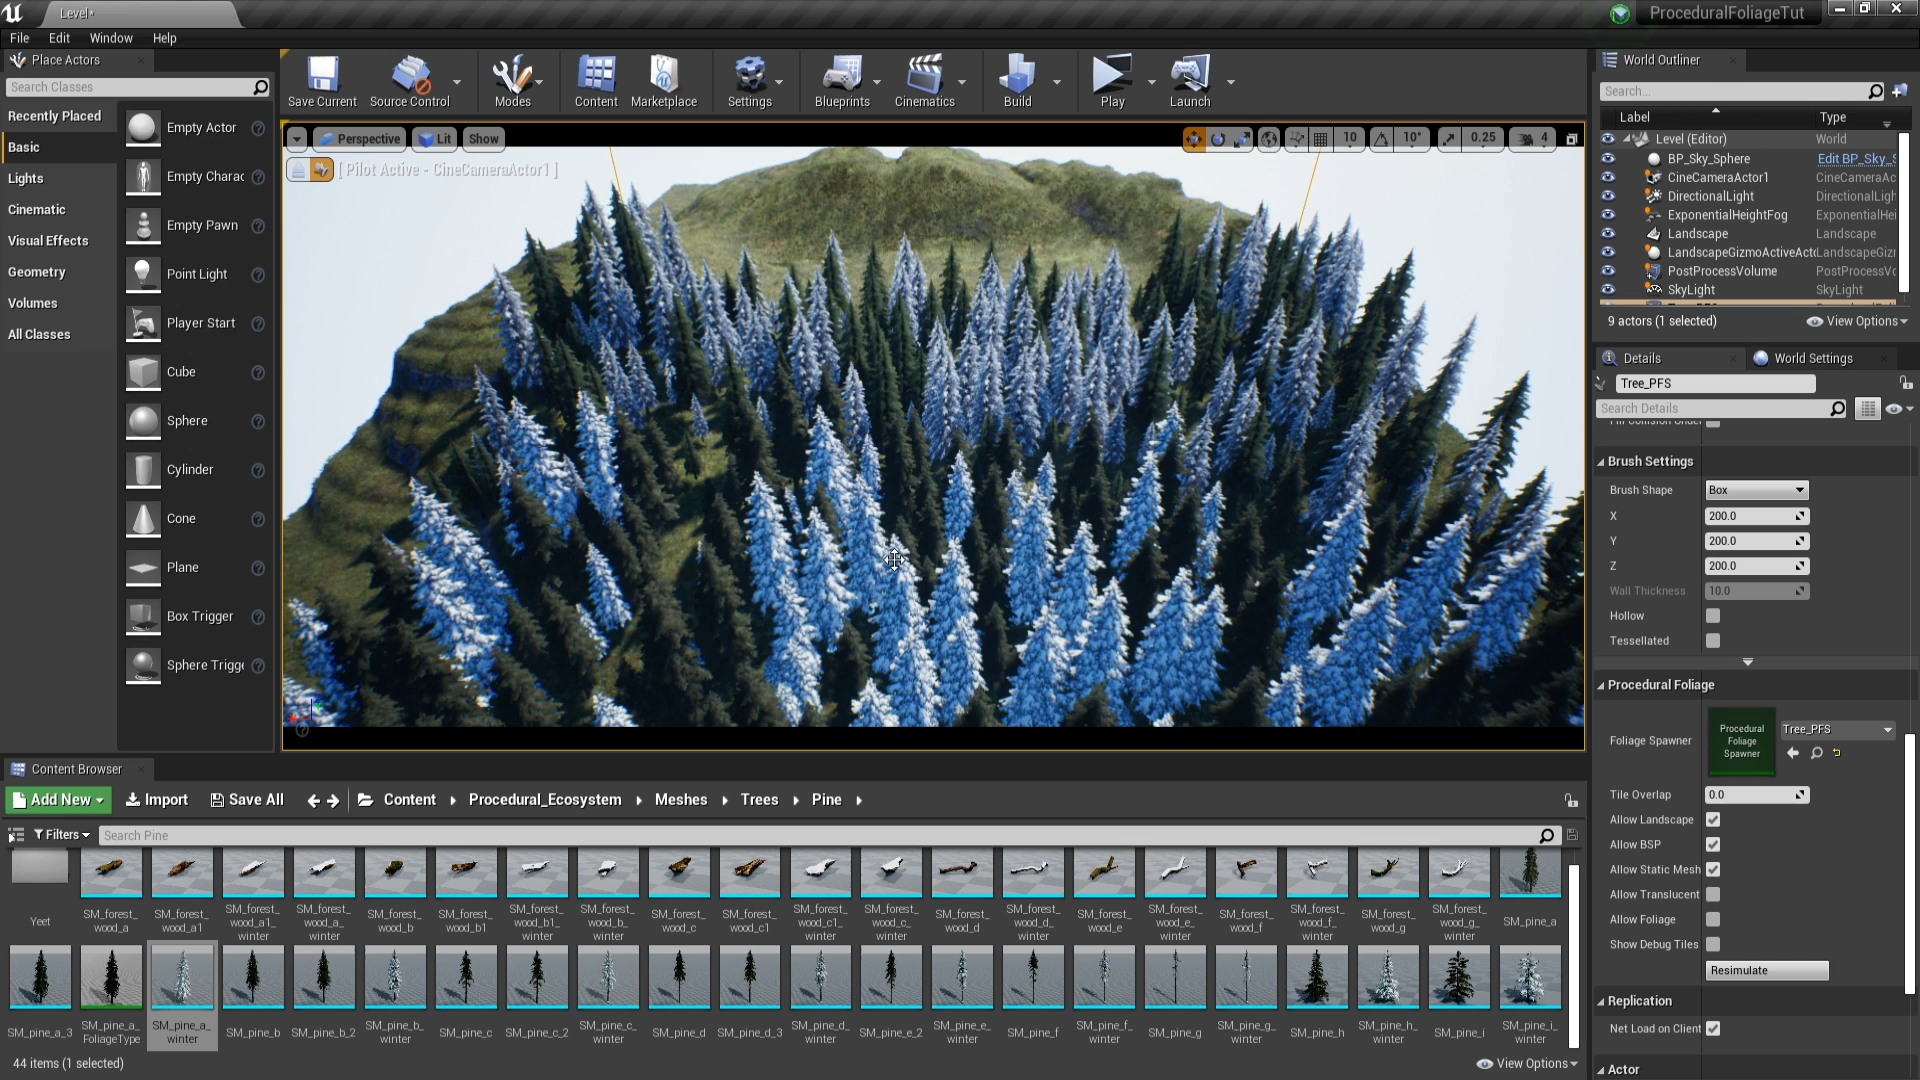 Level*
ProceduralFoliageTut
File Edit Window Help
Place Actors
Search Classes
Recently Placed
Basic
Lights
Cinematic
Visual Effects
Geometry
Volumes
All Classes
Empty Actor
Empty Charac
Empty Pawn
Point Light
Player Start
Cube
Sphere
Cylinder
Cone
Plane
Box Trigger
Sphere Trigge
Save Current Source Control Modes Content Marketplace Settings Blueprints Cinematics Build Play Launch
Perspective Lit Show 10 10° 0.25 4
[ Pilot Active - CineCameraActor1 ]
World Outliner
Search...
Label Type
Level (Editor) World
BP_Sky_Sphere Edit BP_Sky_S
CineCameraActor1 CineCameraAc
DirectionalLight DirectionalLigh
ExponentialHeightFog ExponentialHei
Landscape Landscape
LandscapeGizmoActiveActo LandscapeGizr
PostProcessVolume PostProcessVo
SkyLight SkyLight
9 actors (1 selected) View Options
Details World Settings
Tree_PFS
Search Details
Brush Settings
Brush Shape Box
X 200.0
Y 200.0
Z 200.0
Wall Thickness 10.0
Hollow
Tessellated
Procedural Foliage
Foliage Spawner Procedural Foliage Spawner Tree_PFS
Tile Overlap 0.0
Allow Landscape
Allow BSP
Allow Static Mesh
Allow Translucent
Allow Foliage
Show Debug Tiles
Resimulate
Replication
Net Load on Client
Actor
Content Browser
Add New Import Save All Content Procedural_Ecosystem Meshes Trees Pine
Filters Search Pine
Yeet SM_forest_wood_a SM_forest_wood_a1 SM_forest_wood_a1_winter SM_forest_wood_a_winter SM_forest_wood_b SM_forest_wood_b1 SM_forest_wood_b1_winter SM_forest_wood_b_winter SM_forest_wood_c SM_forest_wood_c1 SM_forest_wood_c1_winter SM_forest_wood_c_winter SM_forest_wood_d SM_forest_wood_d_winter SM_forest_wood_e SM_forest_wood_e_winter SM_forest_wood_f SM_forest_wood_f_winter SM_forest_wood_g SM_forest_wood_g_winter SM_pine_a
SM_pine_a_3 SM_pine_a_FoliageType SM_pine_a_winter SM_pine_b SM_pine_b_2 SM_pine_b_winter SM_pine_c SM_pine_c_2 SM_pine_c_winter SM_pine_d SM_pine_d_3 SM_pine_d_winter SM_pine_e_2 SM_pine_e_winter SM_pine_f SM_pine_f_winter SM_pine_g SM_pine_g_winter SM_pine_h SM_pine_h_winter SM_pine_i SM_pine_i_winter
44 items (1 selected) View Options